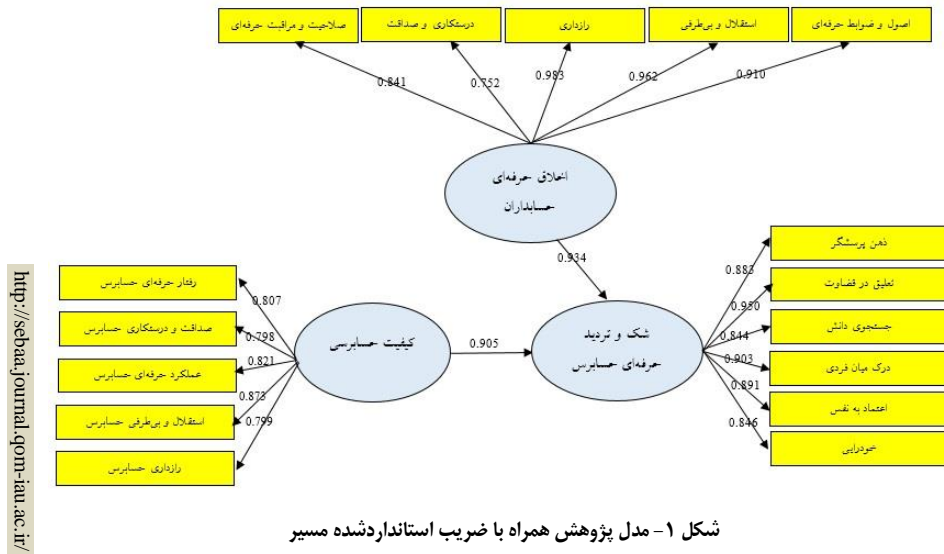 اصول و ضوابط حرفه‌ای
استقلال و بی‌طرفی
رازداری
درستکاری و صداقت
صلاحیت و مراقبت حرفه‌ای
0.841
0.752
0.983
0.962
0.910
اخلاق حرفه‌ای
حسابداران
0.934
ذهن پرسشگر
تعلیق در قضاوت
جستجوی دانش
درک میان فردی
اعتماد به نفس
خودرایی
0.883
0.950
0.844
0.903
0.891
0.846
شک و تردید
حرفه‌ای حسابرس
0.905
کیفیت حسابرسی
0.807
0.798
0.821
0.873
0.799
رفتار حرفه‌ای حسابرس
صداقت و درستکاری حسابرس
عملکرد حرفه‌ای حسابرس
استقلال و بی‌طرفی حسابرس
رازداری حسابرس
http://sebaa.journal.qom-iau.ac.ir/
شکل ۱- مدل پژوهش همراه با ضریب استانداردشده مسیر